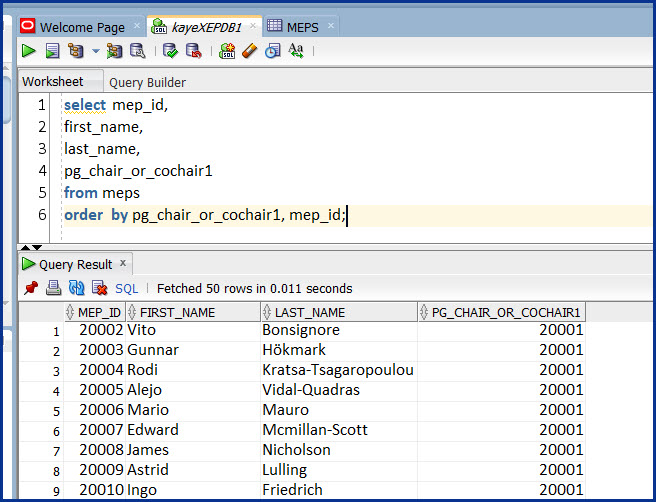 Welcome Page kayeXEPDB1 MEPS
Worksheet Query Builder
1 select mep_id,
2 first_name,
3 last_name,
4 pg_chair_or_cochair1
5 from meps
6 order by pg_chair_or_cochair1, mep_id;
Query Result x
SQL | Fetched 50 rows in 0.011 seconds
MEP_ID FIRST_NAME LAST_NAME PG_CHAIR_OR_COCHAIR1
1 20002 Vito Bonsignore 20001
2 20003 Gunnar Hökmark 20001
3 20004 Rodi Kratsa-Tsagaropoulou 20001
4 20005 Alejo Vidal-Quadras 20001
5 20006 Mario Mauro 20001
6 20007 Edward Mcmillan-Scott 20001
7 20008 James Nicholson 20001
8 20009 Astrid Lulling 20001
9 20010 Ingo Friedrich 20001